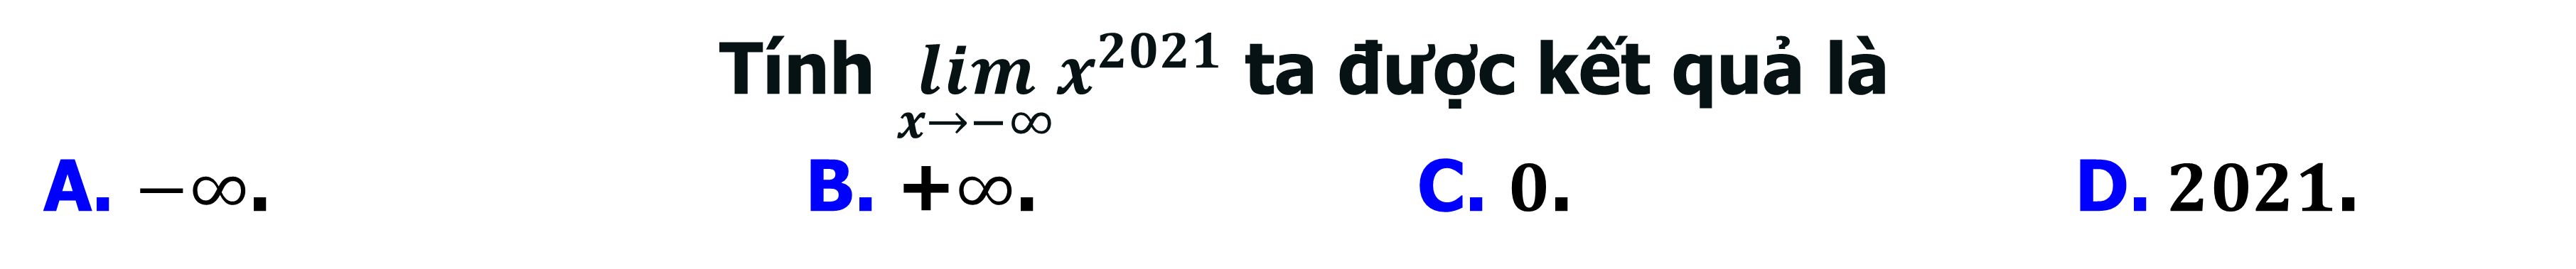 Tính lim x→−∞ x^2021 ta được kết quả là
A. −∞. B. +∞. C. 0. D. 2021.